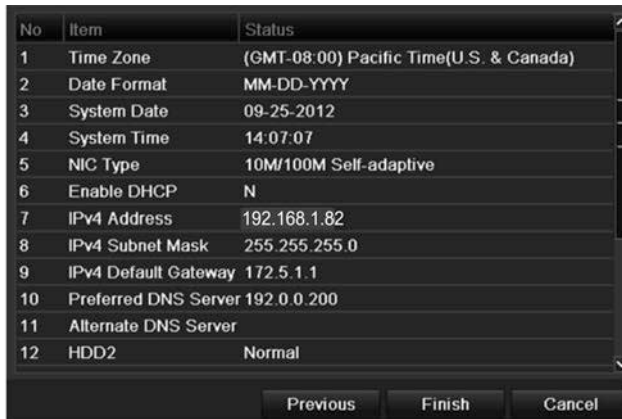 No Item Status
1 Time Zone (GMT-08:00) Pacific Time(U.S. & Canada)
2 Date Format MM-DD-YYYY
3 System Date 09-25-2012
4 System Time 14:07:07
5 NIC Type 10M/100M Self-adaptive
6 Enable DHCP N
7 IPv4 Address 192.168.1.82
8 IPv4 Subnet Mask 255.255.255.0
9 IPv4 Default Gateway 172.5.1.1
10 Preferred DNS Server 192.0.0.200
11 Alternate DNS Server
12 HDD2 Normal
Previous Finish Cancel